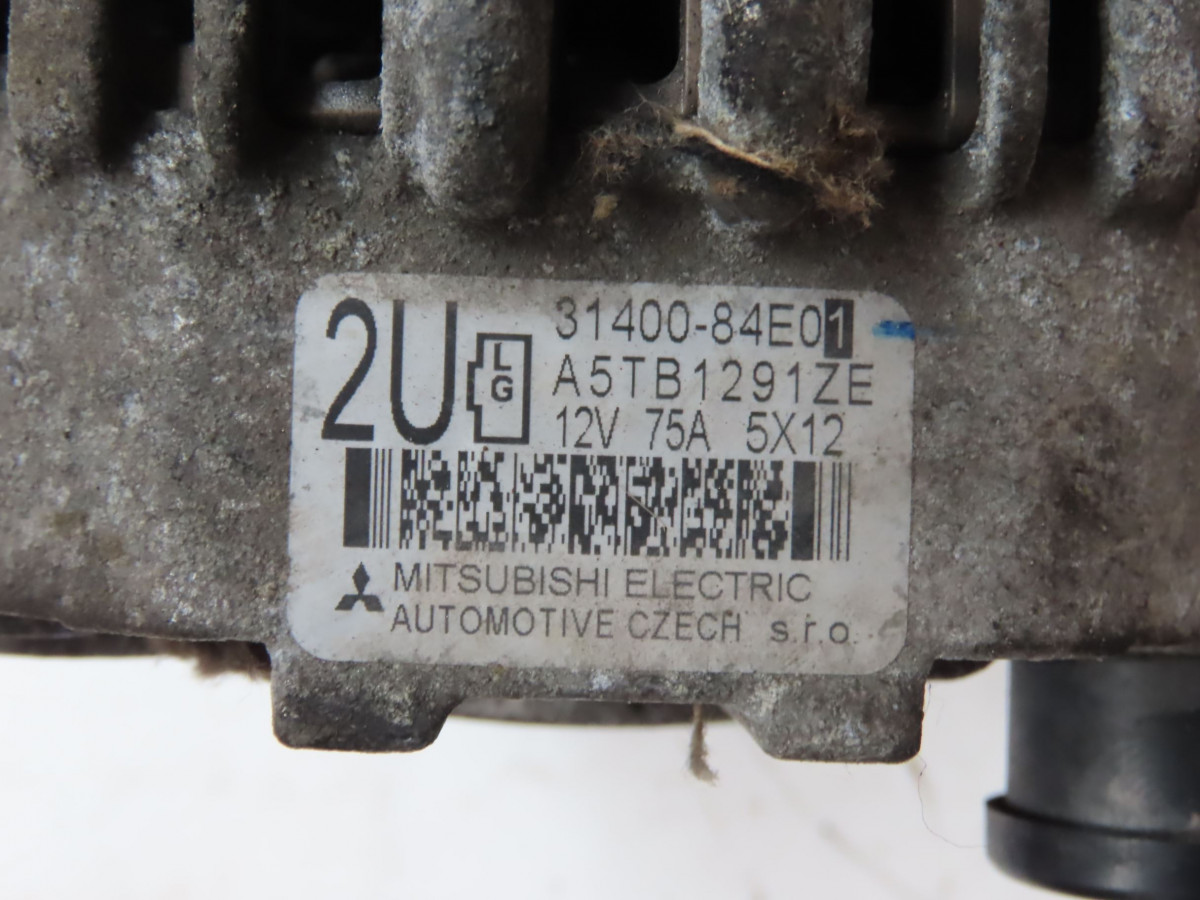 2U
L
G
31400-84E01
A5TB1291ZE
12V 75A 5X12
MITSUBISHI ELECTRIC
AUTOMOTIVE CZECH s.r.o.